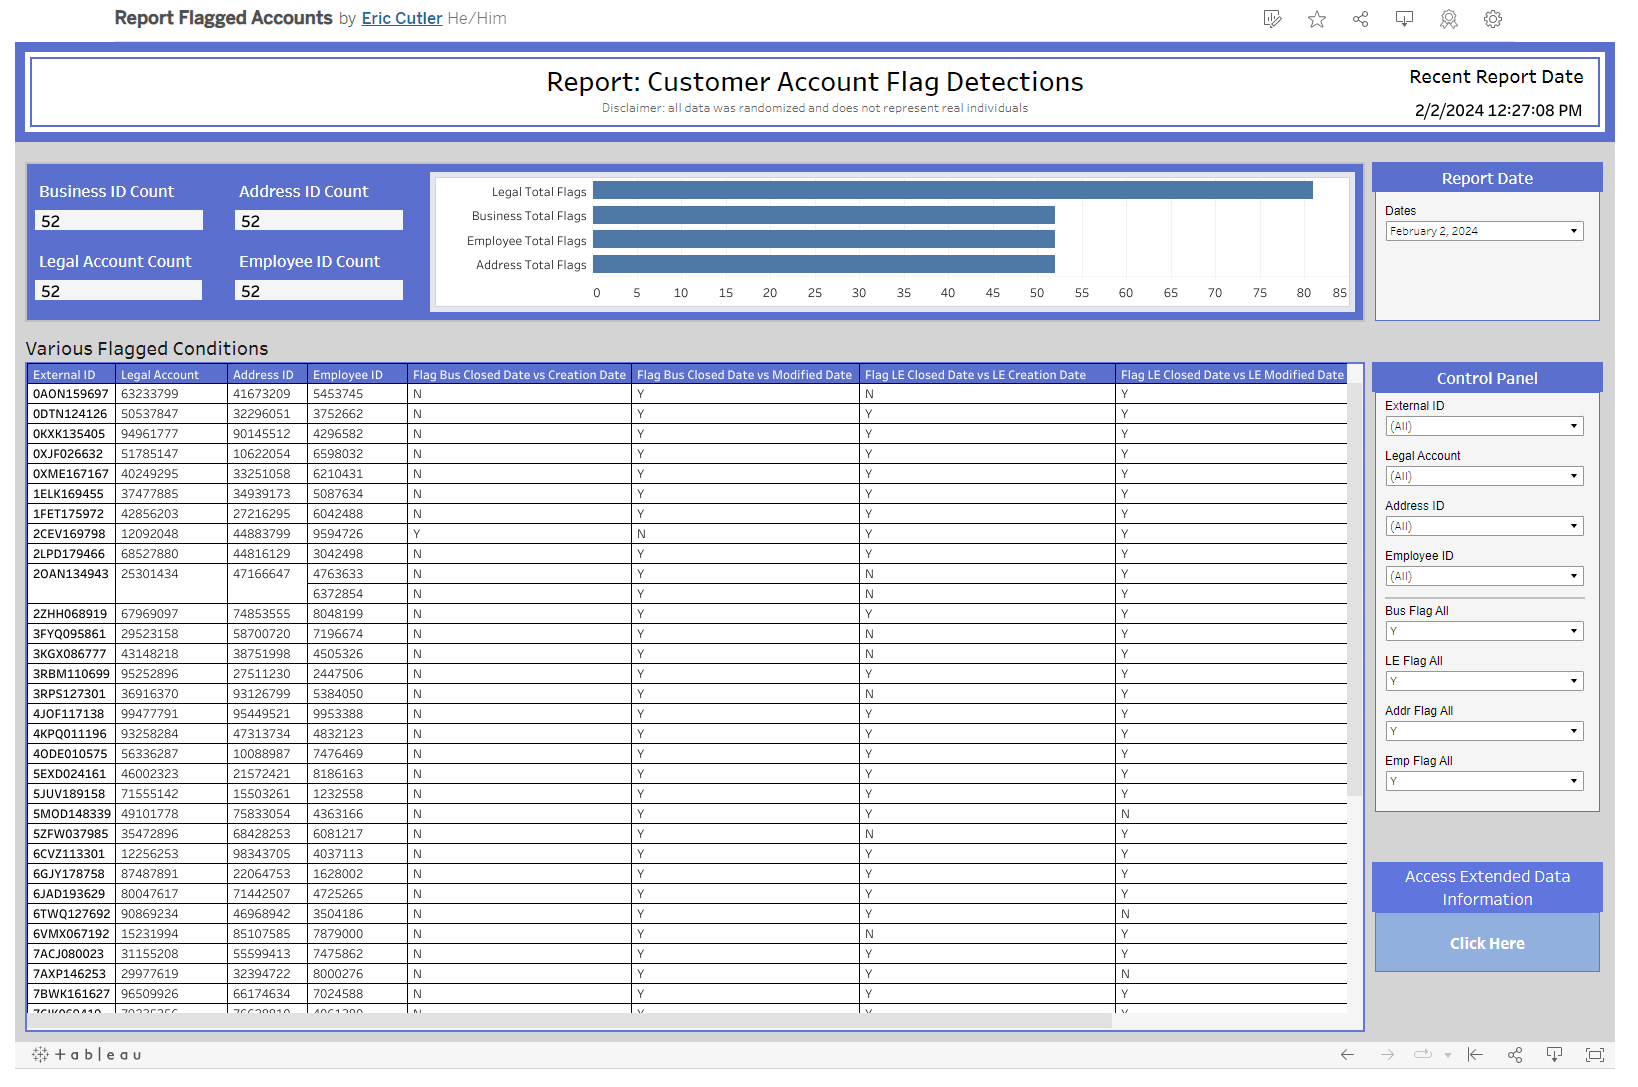 Report Flagged Accounts by Eric Cutler He/Him
Report: Customer Account Flag Detections
Disclaimer: all data was randomized and does not represent real individuals
Recent Report Date
2/2/2024 12:27:08 PM
Business ID Count
52
Address ID Count
52
Legal Account Count
52
Employee ID Count
52
Legal Total Flags
Business Total Flags
Employee Total Flags
Address Total Flags
0 5 10 15 20 25 30 35 40 45 50 55 60 65 70 75 80 85
Report Date
Dates
February 2, 2024
Various Flagged Conditions
External ID Legal Account Address ID Employee ID Flag Bus Closed Date vs Creation Date Flag Bus Closed Date vs Modified Date Flag LE Closed Date vs LE Creation Date Flag LE Closed Date vs LE Modified Date
0AON159697 63233799 41673209 5453745 N Y N Y
0DTN124126 50537847 32296051 3752662 N Y Y Y
0KXK135405 94961777 90145512 4296582 N Y Y Y
0XJF026632 51785147 10622054 6598032 N Y Y Y
0XME167167 40249295 33251058 6210431 N Y Y Y
1ELK169455 37477885 34939173 5087634 N Y Y Y
1FET175972 42856203 27216295 6042488 N Y Y Y
2CEV169798 12092048 44883799 9594726 Y N Y Y
2LPD179466 68527880 44816129 3042498 N Y Y Y
2OAN134943 25301434 47166647 4763633 N Y N Y
6372854 N Y N Y
2ZHH068919 67969097 74853555 8048199 N Y Y Y
3FYQ095861 29523158 58700720 7196674 N Y N Y
3KGX086777 43148218 38751998 4505326 N Y N Y
3RBM110699 95252896 27511230 2447506 N Y Y Y
3RPS127301 36916370 93126799 5384050 N Y N Y
4JOF117138 99477791 95449521 9953388 N Y Y Y
4KPQ011196 93258284 47313734 4832123 N Y Y Y
4ODE010575 56336287 10088987 7476469 N Y Y Y
5EXD024161 46002323 21572421 8186163 N Y Y Y
5JUV189158 71555142 15503261 1232558 N Y Y Y
5MOD148339 49101778 75833054 4363166 N Y Y N
5ZFW037985 35472896 68428253 6081217 N Y N Y
6CVZ113301 12256253 98343705 4037113 N Y Y Y
6GJY178758 87487891 22064753 1628002 N Y Y Y
6JAD193629 80047617 71442507 4725265 N Y Y Y
6TWQ127692 90869234 46968942 3504186 N Y Y N
6VMX067192 15231994 85107585 7879000 N Y N Y
7ACJ080023 31155208 55599413 7475862 N Y Y Y
7AXP146253 29977619 32394722 8000276 N Y Y N
7BWK161627 96509926 66174634 7024588 N Y Y Y
Control Panel
External ID
(All)
Legal Account
(All)
Address ID
(All)
Employee ID
(All)
Bus Flag All
Y
LE Flag All
Y
Addr Flag All
Y
Emp Flag All
Y
Access Extended Data
Information
Click Here
+ a b l e a u